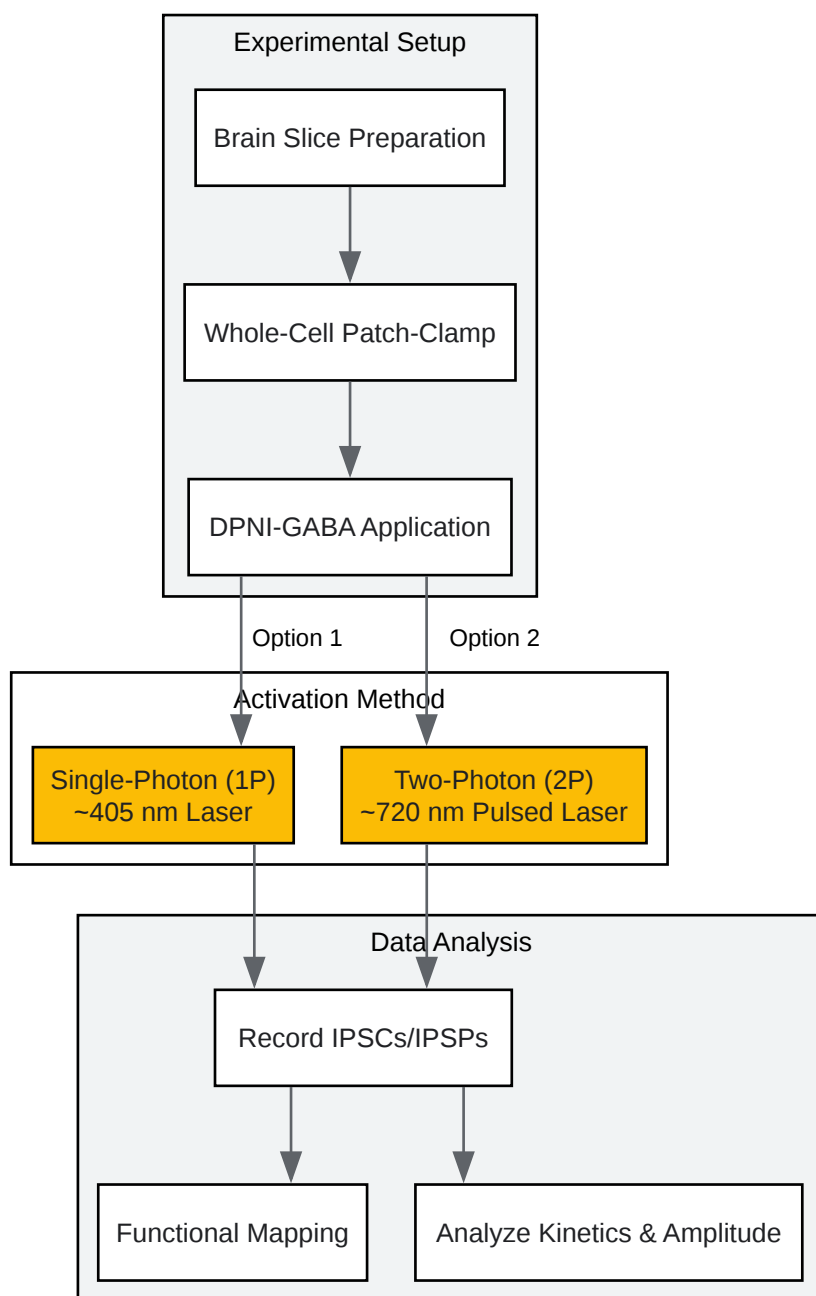 Experimental Setup
Brain Slice Preparation
Whole-Cell Patch-Clamp
DPNI-GABA Application
Option 1
Option 2
Activation Method
Single-Photon (1P)
~405 nm Laser
Two-Photon (2P)
~720 nm Pulsed Laser
Data Analysis
Record IPSCs/IPSPs
Functional Mapping
Analyze Kinetics & Amplitude